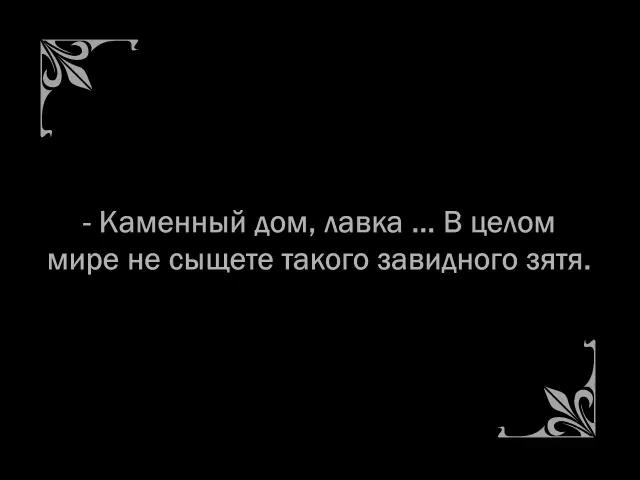 - Каменный дом, лавка ... В целом
мире не сыщете такого завидного зятя.